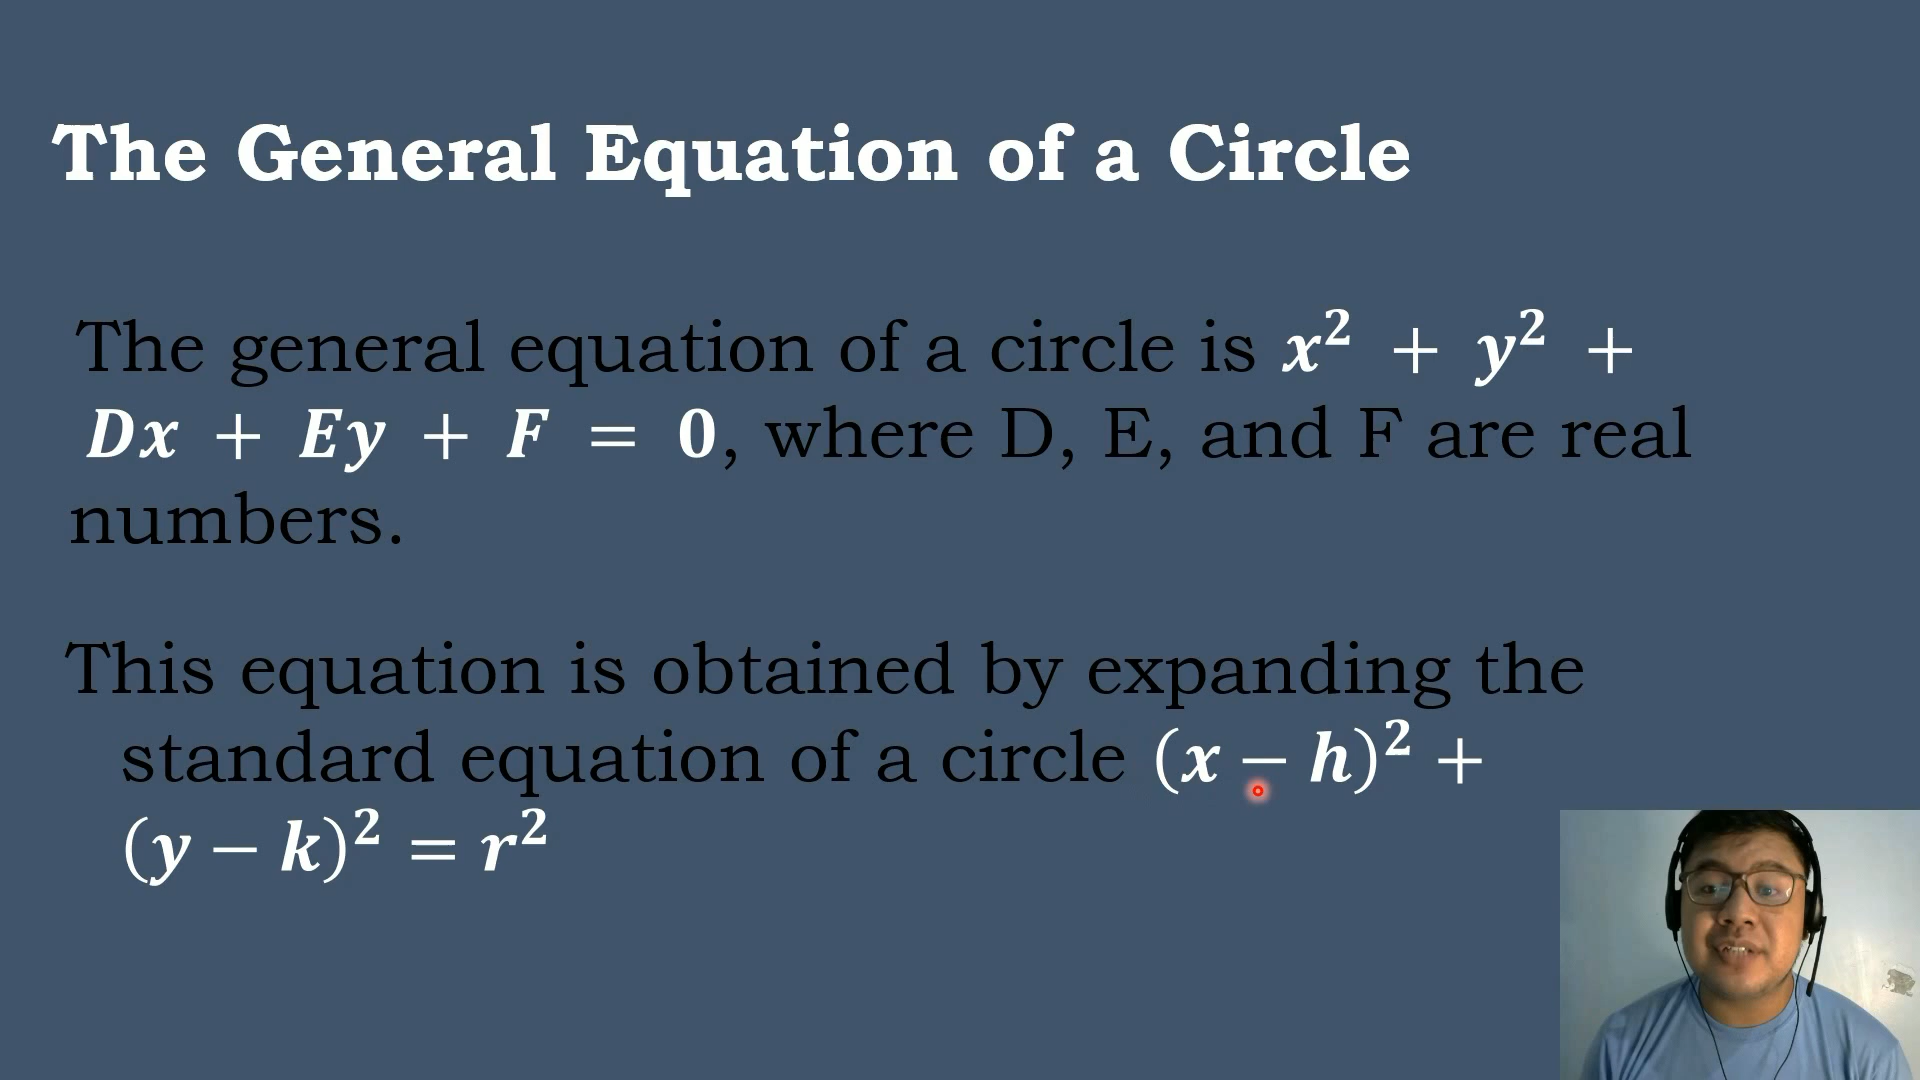 The General Equation of a Circle
The general equation of a circle is x² + y² +
Dx + Ey + F = 0, where D, E, and F are real
numbers.
This equation is obtained by expanding the
standard equation of a circle (x − h)² +
(y − k)² = r²